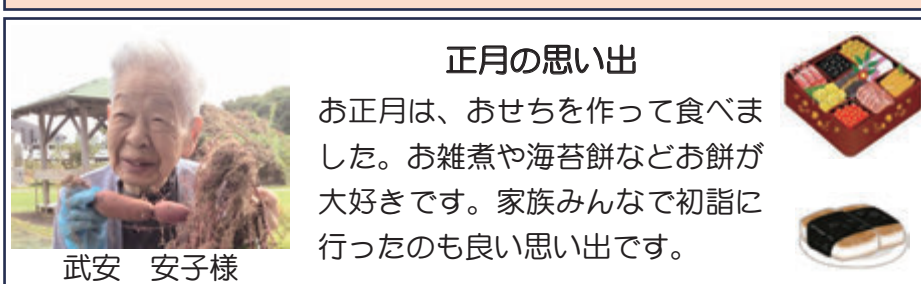 正月の思い出
お正月は、おせちを作って食べま
した。お雑煮や海苔餅などお餅が
大好きです。家族みんなで初詣に
行ったのも良い思い出です。
武安　安子様